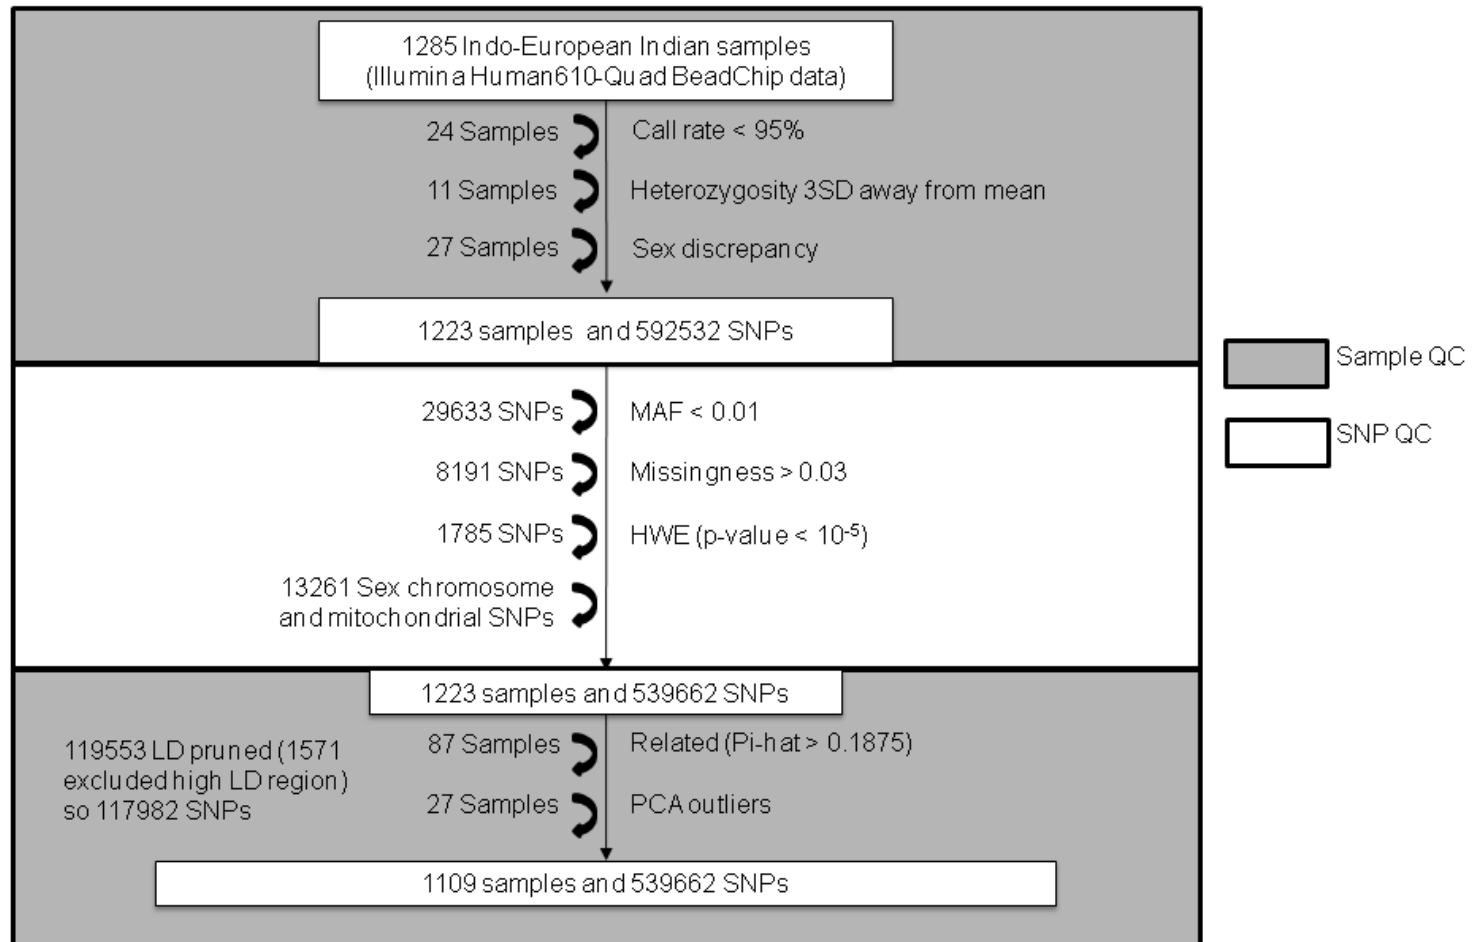 1285 Indo-European Indian samples
(Illumina Human610-Quad BeadChip data)
24 Samples
Call rate < 95%
11 Samples
Heterozygosity 3SD away from mean
27 Samples
Sex discrepancy
1223 samples and 592532 SNPs
Sample QC
SNP QC
29633 SNPs
MAF < 0.01
8191 SNPs
Missingness > 0.03
1785 SNPs
HWE (p-value < 10⁻⁵)
13261 Sex chromosome
and mitochondrial SNPs
1223 samples and 539662 SNPs
119553 LD pruned (1571
excluded high LD region)
so 117982 SNPs
87 Samples
Related (Pi-hat > 0.1875)
27 Samples
PCA outliers
1109 samples and 539662 SNPs